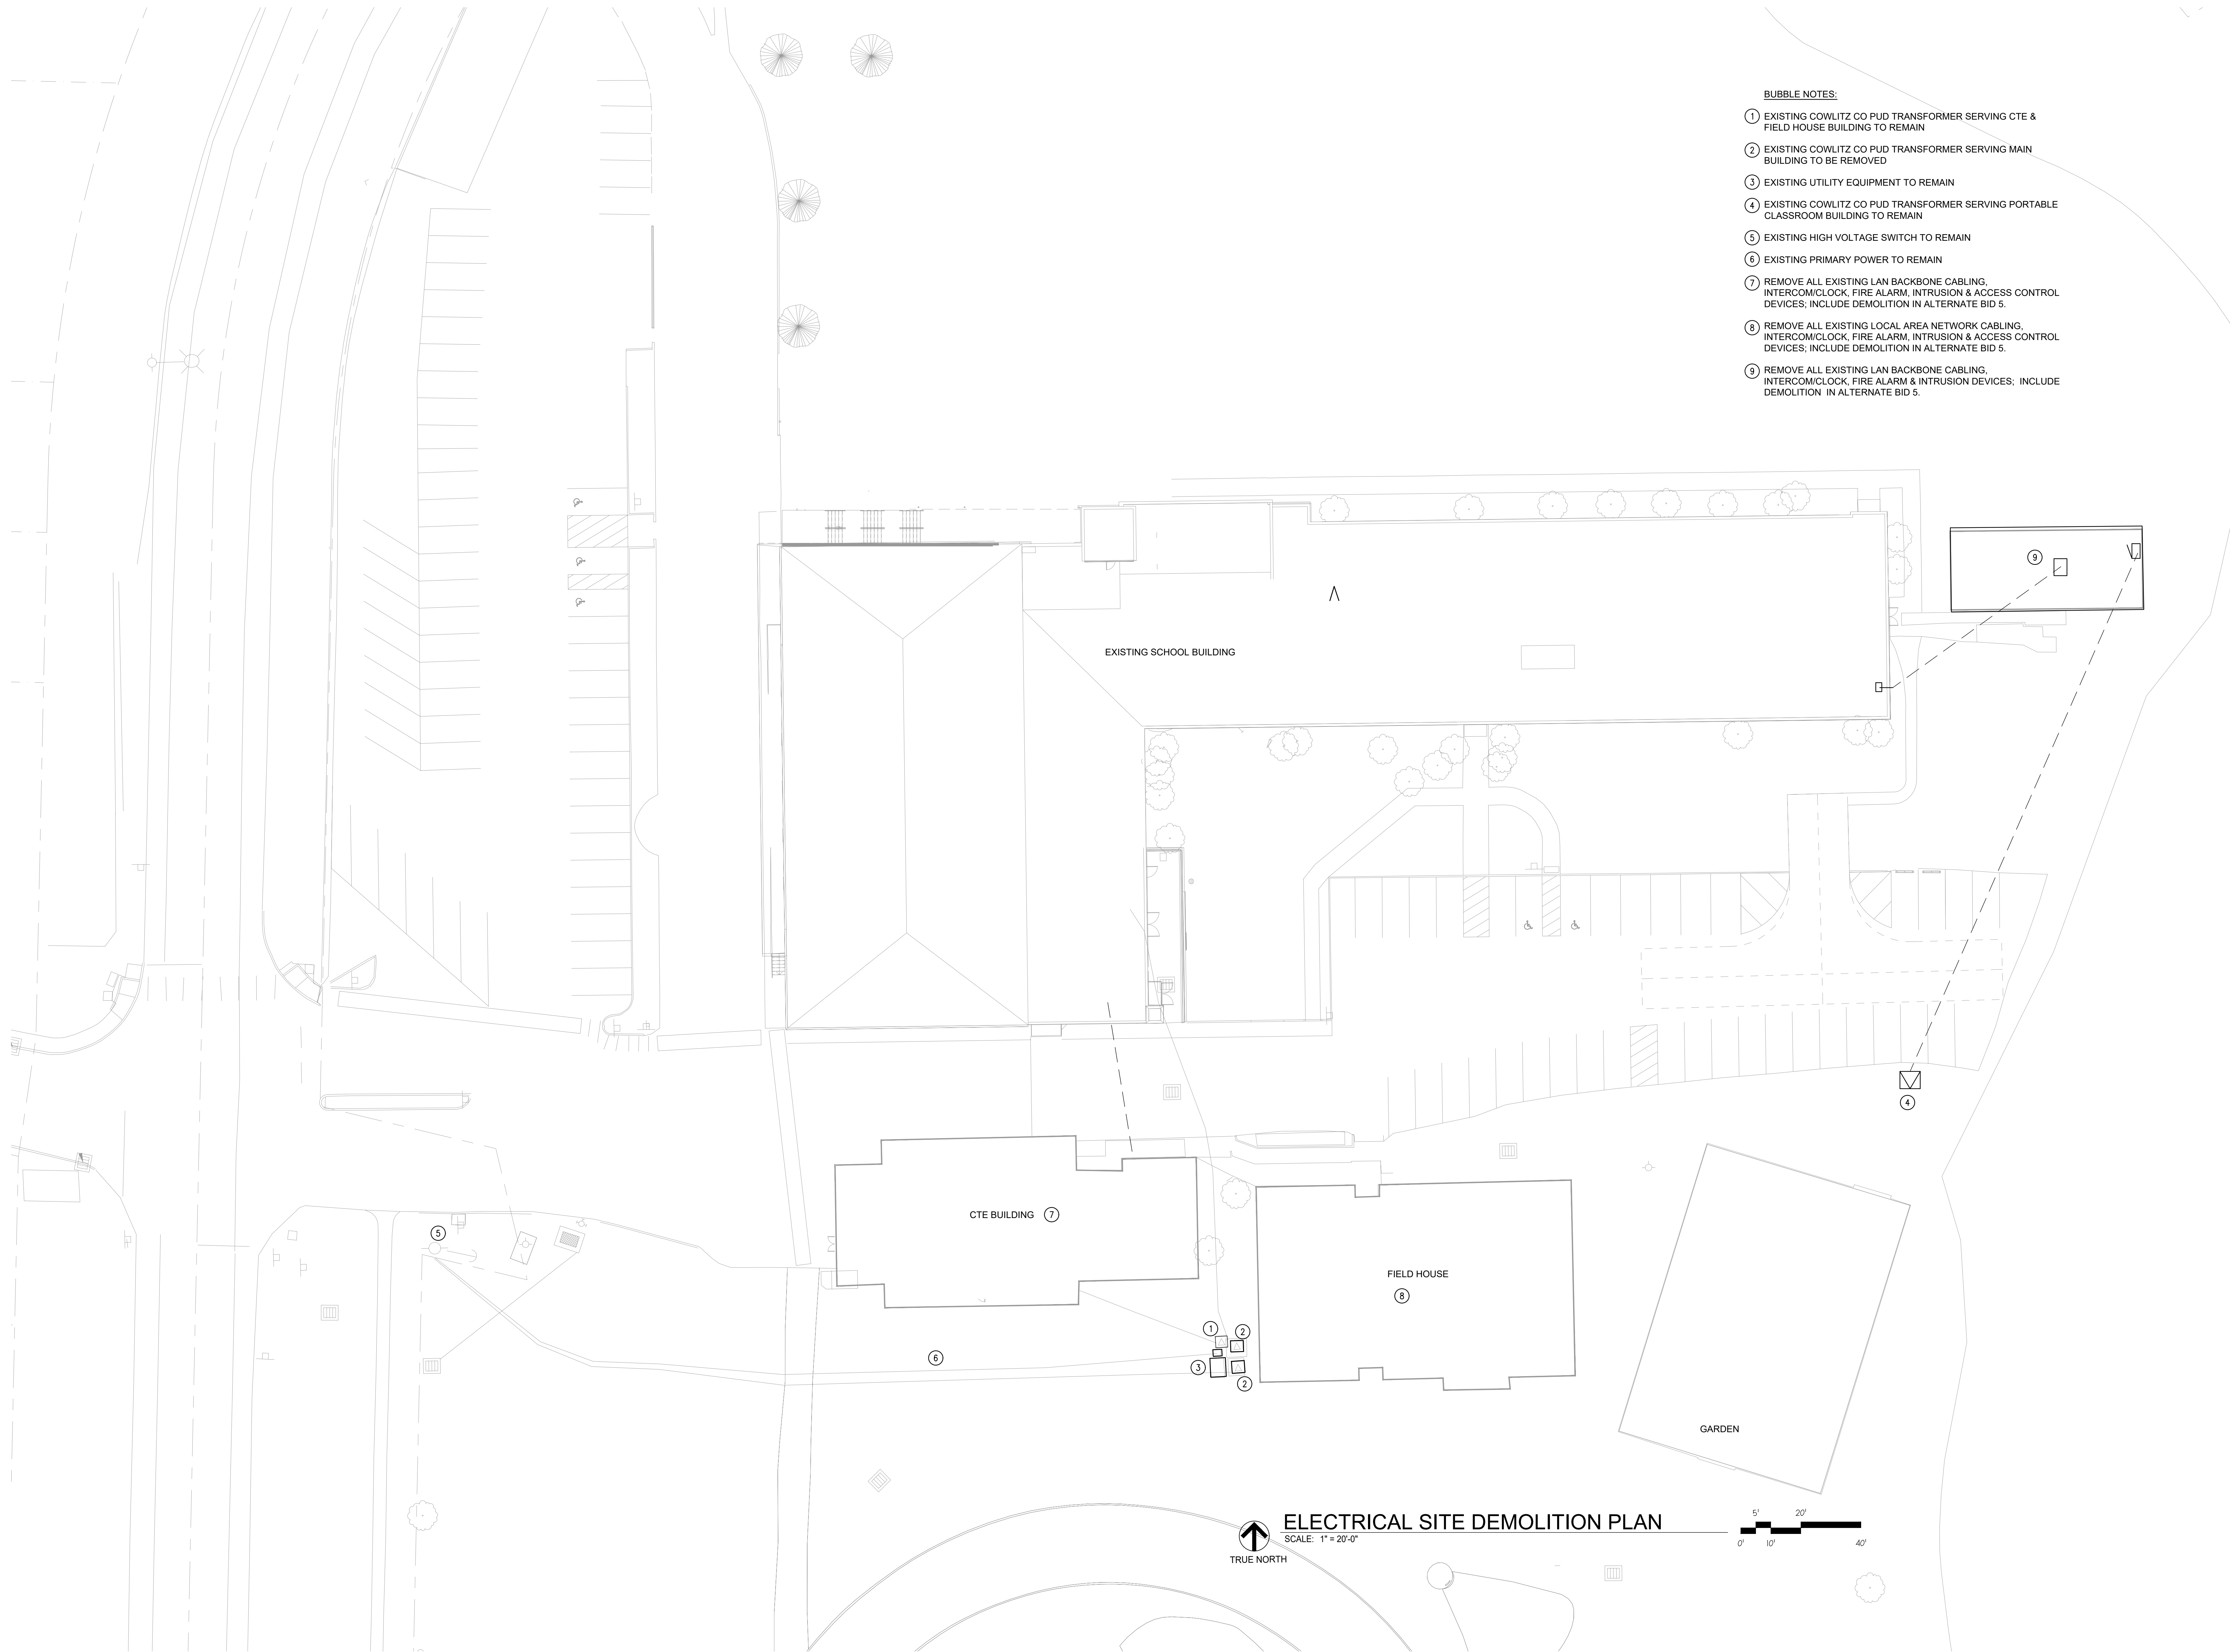 BUBBLE NOTES:
1 EXISTING COWLITZ CO PUD TRANSFORMER SERVING CTE &
FIELD HOUSE BUILDING TO REMAIN
2 EXISTING COWLITZ CO PUD TRANSFORMER SERVING MAIN
BUILDING TO BE REMOVED
3 EXISTING UTILITY EQUIPMENT TO REMAIN
4 EXISTING COWLITZ CO PUD TRANSFORMER SERVING PORTABLE
CLASSROOM BUILDING TO REMAIN
5 EXISTING HIGH VOLTAGE SWITCH TO REMAIN
6 EXISTING PRIMARY POWER TO REMAIN
7 REMOVE ALL EXISTING LAN BACKBONE CABLING,
INTERCOM/CLOCK, FIRE ALARM, INTRUSION & ACCESS CONTROL
DEVICES; INCLUDE DEMOLITION IN ALTERNATE BID 5.
8 REMOVE ALL EXISTING LOCAL AREA NETWORK CABLING,
INTERCOM/CLOCK, FIRE ALARM, INTRUSION & ACCESS CONTROL
DEVICES; INCLUDE DEMOLITION IN ALTERNATE BID 5.
9 REMOVE ALL EXISTING LAN BACKBONE CABLING,
INTERCOM/CLOCK, FIRE ALARM & INTRUSION DEVICES; INCLUDE
DEMOLITION IN ALTERNATE BID 5.
9
EXISTING SCHOOL BUILDING
4
CTE BUILDING 7
5
FIELD HOUSE
8
1
2
6
3
2
GARDEN
ELECTRICAL SITE DEMOLITION PLAN
SCALE: 1" = 20'-0"
TRUE NORTH
5' 20'
0' 10' 40'